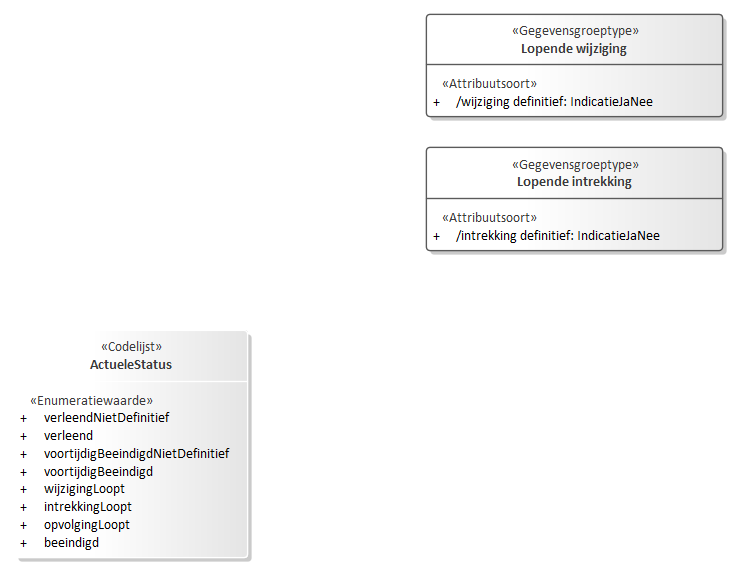 «Gegevensgroeptype»
Lopende wijziging
«Attribuutsoort»
+ /wijziging definitief: IndicatieJaNee
«Gegevensgroeptype»
Lopende intrekking
«Attribuutsoort»
+ /intrekking definitief: IndicatieJaNee
«Codelijst»
ActueleStatus
«Enumeratiewaarde»
+ verleendNietDefinitief
+ verleend
+ voortijdigBeeindigdNietDefinitief
+ voortijdigBeeindigd
+ wijzigingLoopt
+ intrekkingLoopt
+ opvolgingLoopt
+ beeindigd